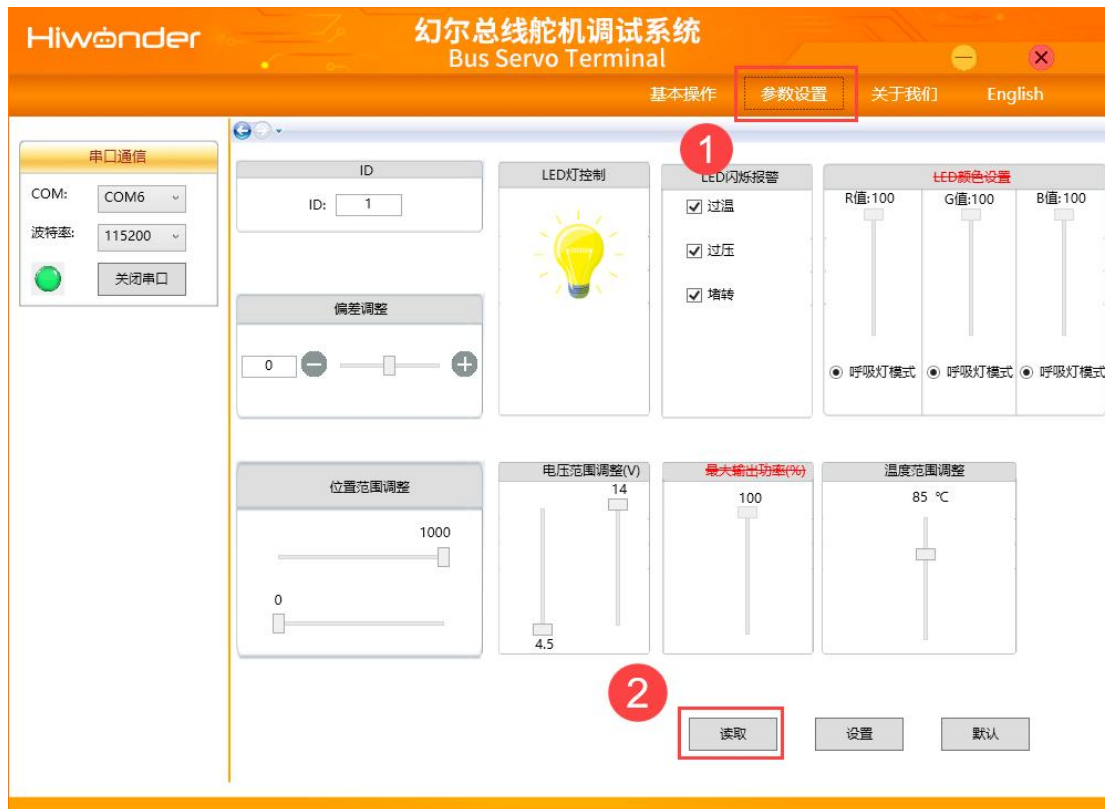 Hiwonder
幻尔总线舵机调试系统
Bus Servo Terminal
基本操作 参数设置 关于我们 English
1
串口通信
COM: COM6
波特率: 115200
关闭串口
ID
ID: 1
LED灯控制
LED闪烁报警
过温
过压
堵转
LED颜色设置
R值:100 G值:100 B值:100
呼吸灯模式 呼吸灯模式 呼吸灯模式
偏差调整
0
位置范围调整
1000
0
电压范围调整(V)
14
4.5
最大输出功率(%)
100
温度范围调整
85 ℃
2
读取 设置 默认